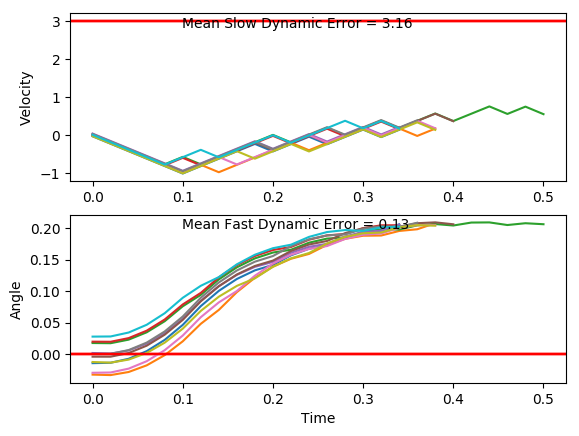 3
Mean Slow Dynamic Error = 3.16
2
1
0
−1
Velocity
0.0 0.1 0.2 0.3 0.4 0.5
Mean Fast Dynamic Error = 0.13
0.20
0.15
0.10
0.05
0.00
Angle
0.0 0.1 0.2 0.3 0.4 0.5
Time